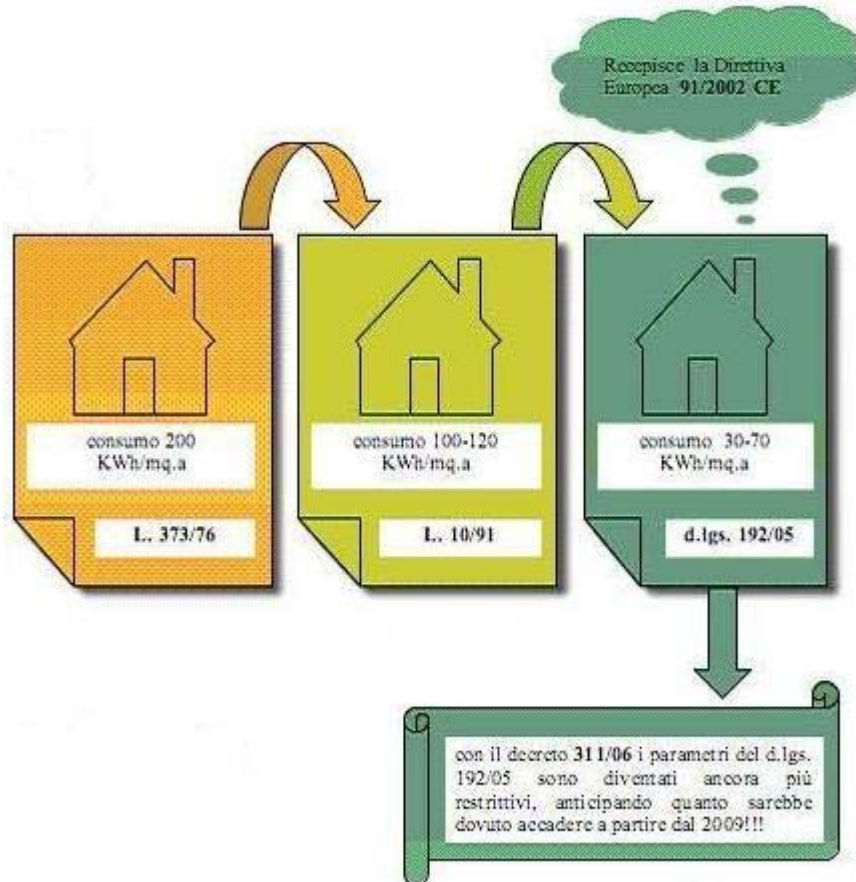 Recepisce la Direttiva
Europea 91/2002 CE
consumo 200
KWh/mq.a
L. 373/76
consumo 100-120
KWh/mq.a
L. 10/91
consumo 30-70
KWh/mq.a
d.lgs. 192/05
con il decreto 311/06 i parametri del d.lgs.
192/05 sono diventati ancora più
restrittivi, anticipando quanto sarebbe
dovuto accadere a partire dal 2009!!!